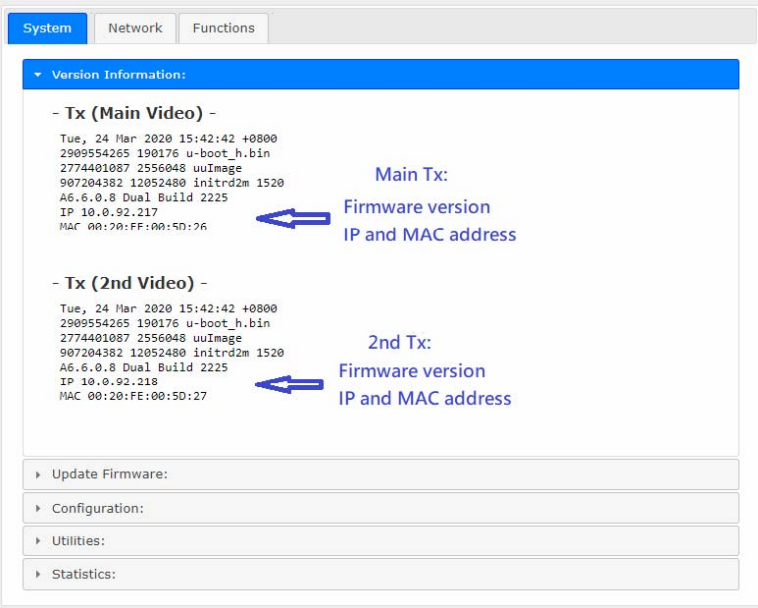 System Network Functions
Version Information:
- Tx (Main Video) -
Tue, 24 Mar 2020 15:42:42 +0800
2909554265 190176 u-boot_h.bin
2774401087 2556048 uuImage
907204382 12052480 initrd2m 1520
A6.6.0.8 Dual Build 2225
IP 10.0.92.217
MAC 00:20:FE:00:5D:26
Main Tx:
Firmware version
IP and MAC address
- Tx (2nd Video) -
Tue, 24 Mar 2020 15:42:42 +0800
2909554265 190176 u-boot_h.bin
2774401087 2556048 uuImage
907204382 12052480 initrd2m 1520
A6.6.0.8 Dual Build 2225
IP 10.0.92.218
MAC 00:20:FE:00:5D:27
2nd Tx:
Firmware version
IP and MAC address
Update Firmware:
Configuration:
Utilities:
Statistics: